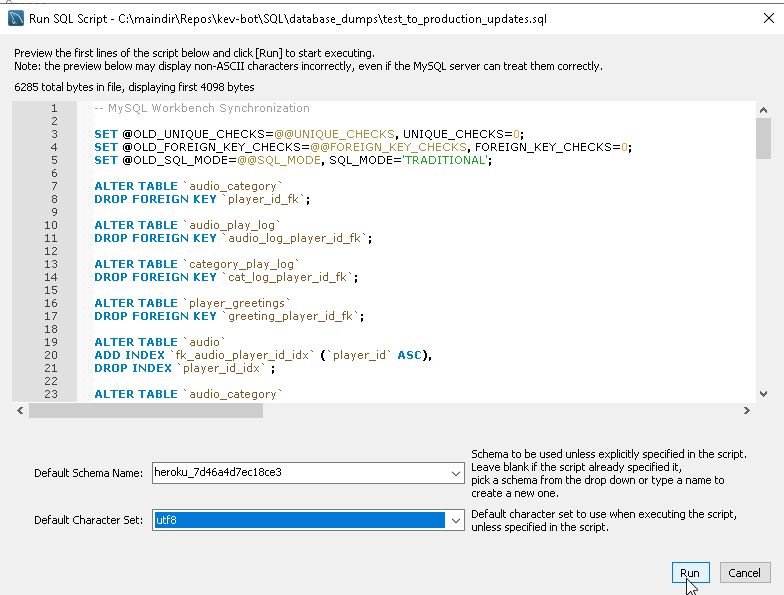 Run SQL Script - C:\maindir\Repos\kev-bot\SQL\database_dumps\test_to_production_updates.sql
Preview the first lines of the script below and click [Run] to start executing.
Note: the preview below may display non-ASCII characters incorrectly, even if the MySQL server can treat them correctly.
6285 total bytes in file, displaying first 4098 bytes
1 -- MySQL Workbench Synchronization
2
3 SET @OLD_UNIQUE_CHECKS=@@UNIQUE_CHECKS, UNIQUE_CHECKS=0;
4 SET @OLD_FOREIGN_KEY_CHECKS=@@FOREIGN_KEY_CHECKS, FOREIGN_KEY_CHECKS=0;
5 SET @OLD_SQL_MODE=@@SQL_MODE, SQL_MODE='TRADITIONAL';
6
7 ALTER TABLE `audio_category`
8 DROP FOREIGN KEY `player_id_fk`;
9
10 ALTER TABLE `audio_play_log`
11 DROP FOREIGN KEY `audio_log_player_id_fk`;
12
13 ALTER TABLE `category_play_log`
14 DROP FOREIGN KEY `cat_log_player_id_fk`;
15
16 ALTER TABLE `player_greetings`
17 DROP FOREIGN KEY `greeting_player_id_fk`;
18
19 ALTER TABLE `audio`
20 ADD INDEX `fk_audio_player_id_idx` (`player_id` ASC),
21 DROP INDEX `player_id_idx` ;
22
23 ALTER TABLE `audio_category`
Default Schema Name: heroku_7d46a4d7ec18ce3
Schema to be used unless explicitly specified in the script.
Leave blank if the script already specified it,
pick a schema from the drop down or type a name to
create a new one.
Default Character Set: utf8
Default character set to use when executing the script,
unless specified in the script.
Run Cancel